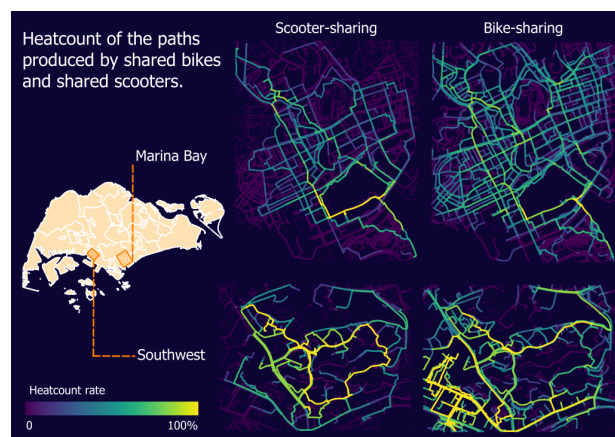 Heatcount of the paths
produced by shared bikes
and shared scooters.
Scooter-sharing
Bike-sharing
Marina Bay
Southwest
Heatcount rate
0
100%